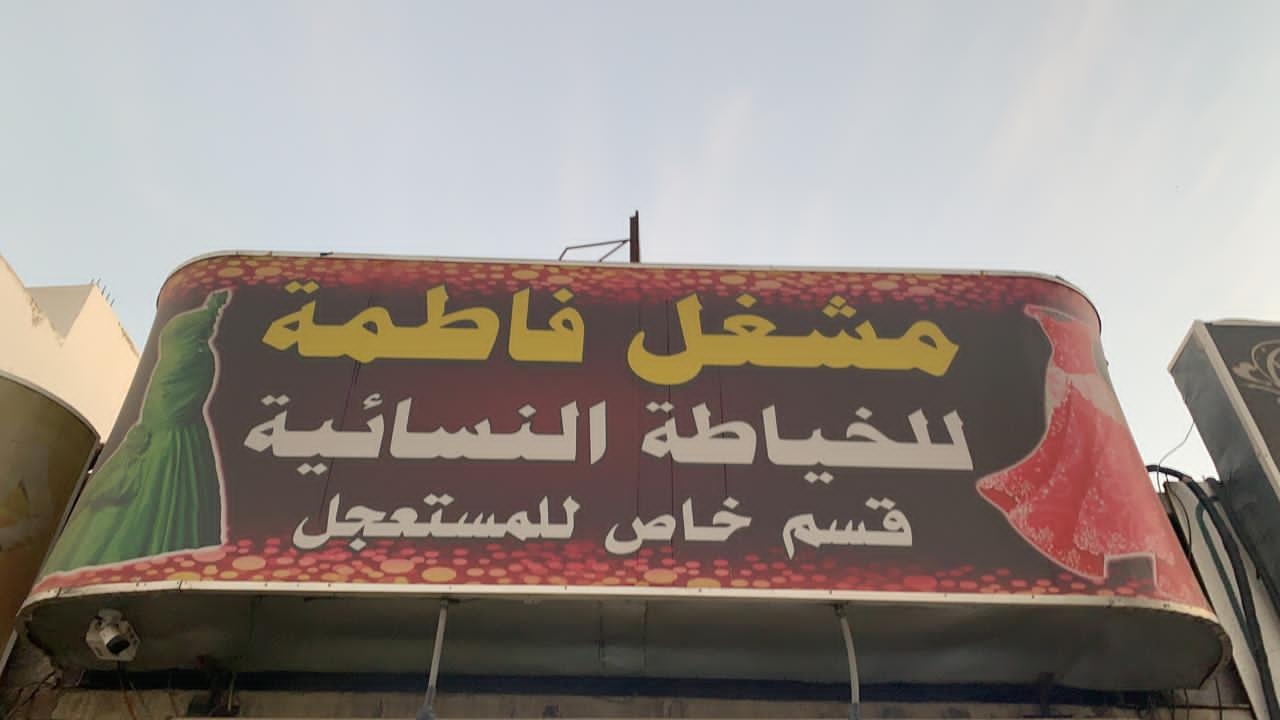 مشغل فاطمة
للخياطة النسائية
قسم خاص للمستعجل